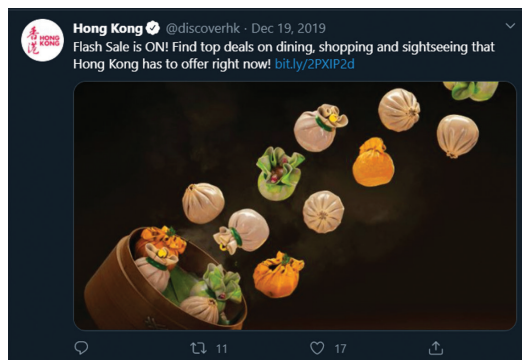 香港 HONG KONG
Hong Kong @discoverhk · Dec 19, 2019
Flash Sale is ON! Find top deals on dining, shopping and sightseeing that
Hong Kong has to offer right now! bit.ly/2PXIP2d
11 17